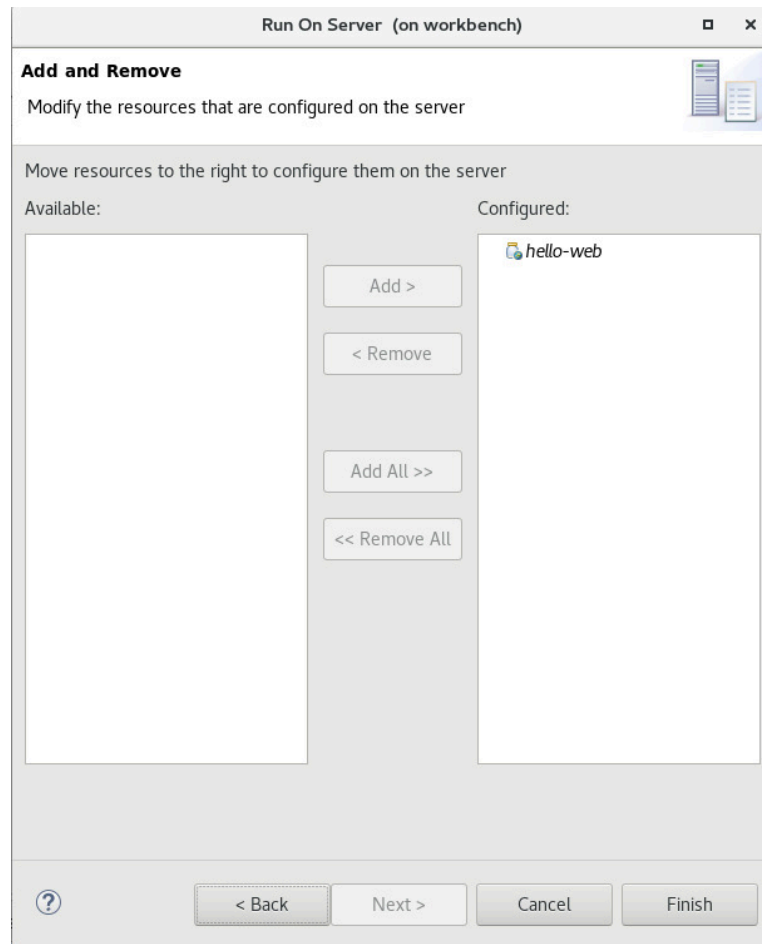 Run On Server (on workbench)
Add and Remove
Modify the resources that are configured on the server
Move resources to the right to configure them on the server
Available:
Configured:
hello-web
Add >
< Remove
Add All >>
<< Remove All
?
< Back
Next >
Cancel
Finish